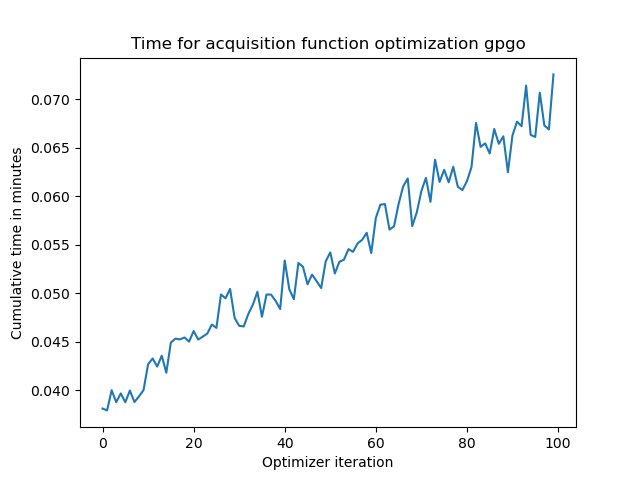 Time for acquisition function optimization gpgo
Cumulative time in minutes
0.070
0.065
0.060
0.055
0.050
0.045
0.040
0 20 40 60 80 100
Optimizer iteration